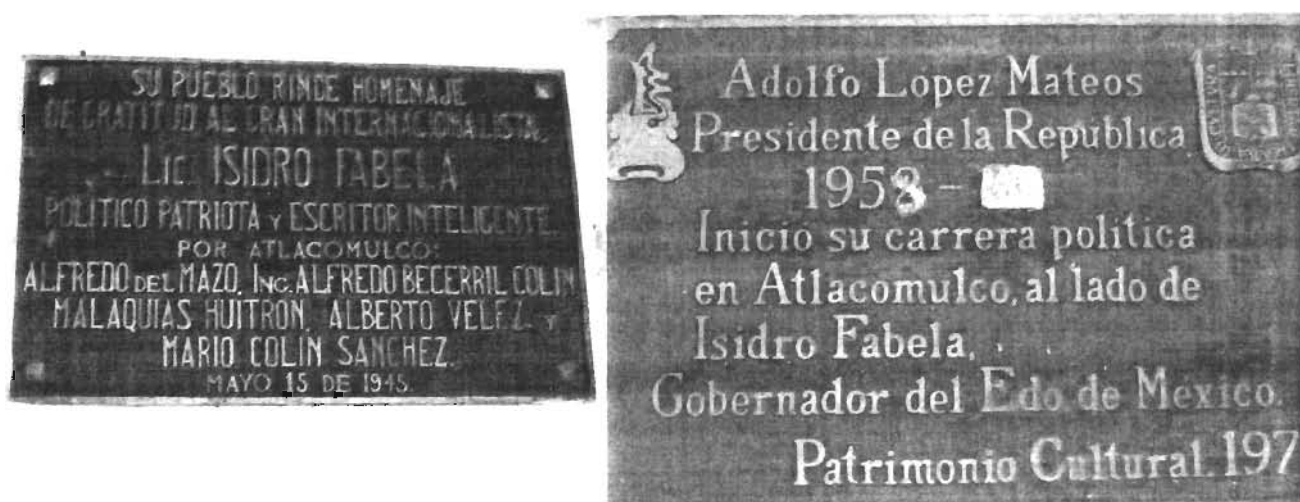 SU PUEBLO RINDE HOMENAJE
DE GRATITUD AL GRAN INTERNACIONALISTA,
LIC. ISIDRO FABELA
POLITICO PATRIOTA Y ESCRITOR INTELIGENTE.
POR ATLACOMULCO:
ALFREDO DEL MAZO, ING. ALFREDO BECERRIL COLIN
MALAQUIAS HUITRON, ALBERTO VELEZ Y
MARIO COLIN SANCHEZ.
MAYO 15 DE 1945.
Adolfo López Mateos
Presidente de la República
1958 -
Inicio su carrera politica
en Atlacomulco, al lado de
Isidro Fabela,
Gobernador del Edo de Mexico.
Patrimonio Cultural. 197